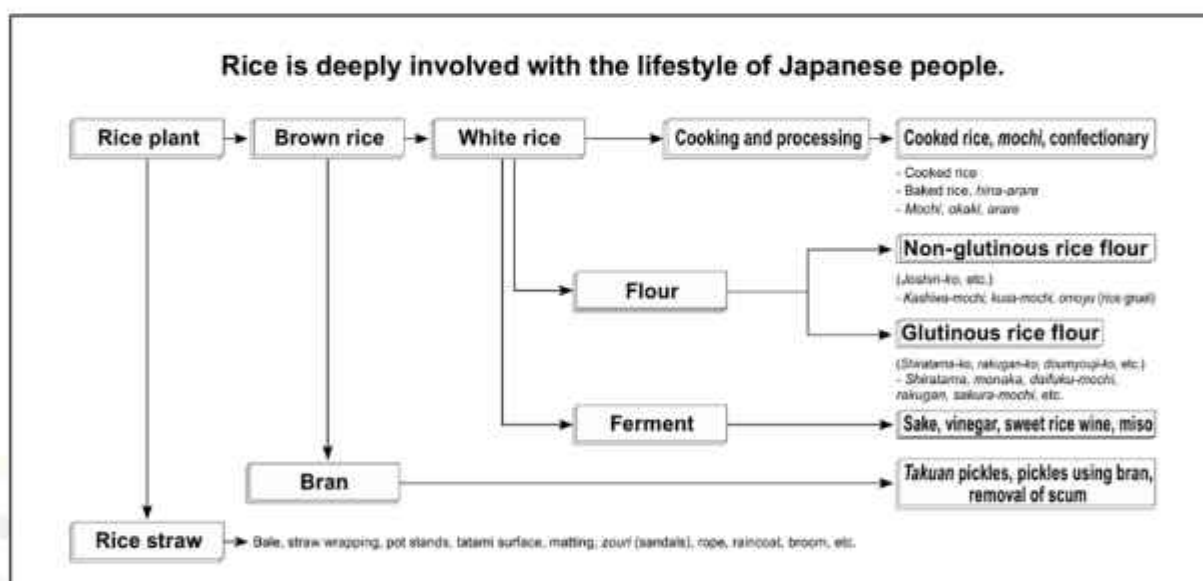 Rice is deeply involved with the lifestyle of Japanese people.
Rice plant
Brown rice
White rice
Cooking and processing
Cooked rice, mochi, confectionary
- Cooked rice
- Baked rice, hina-arare
- Mochi, okaki, arare
Flour
Non-glutinous rice flour
(Joshin-ko, etc.)
- Kashiwa-mochi, kusa-mochi, omoyu (rice gruel)
Glutinous rice flour
(Shiratama-ko, rakugan-ko, doumyouji-ko, etc.)
- Shiratama, monaka, daifuku-mochi,
rakugan, sakura-mochi, etc.
Ferment
Sake, vinegar, sweet rice wine, miso
Bran
Takuan pickles, pickles using bran,
removal of scum
Rice straw
Bale, straw wrapping, pot stands, tatami surface, matting, zouri (sandals), rope, raincoat, broom, etc.